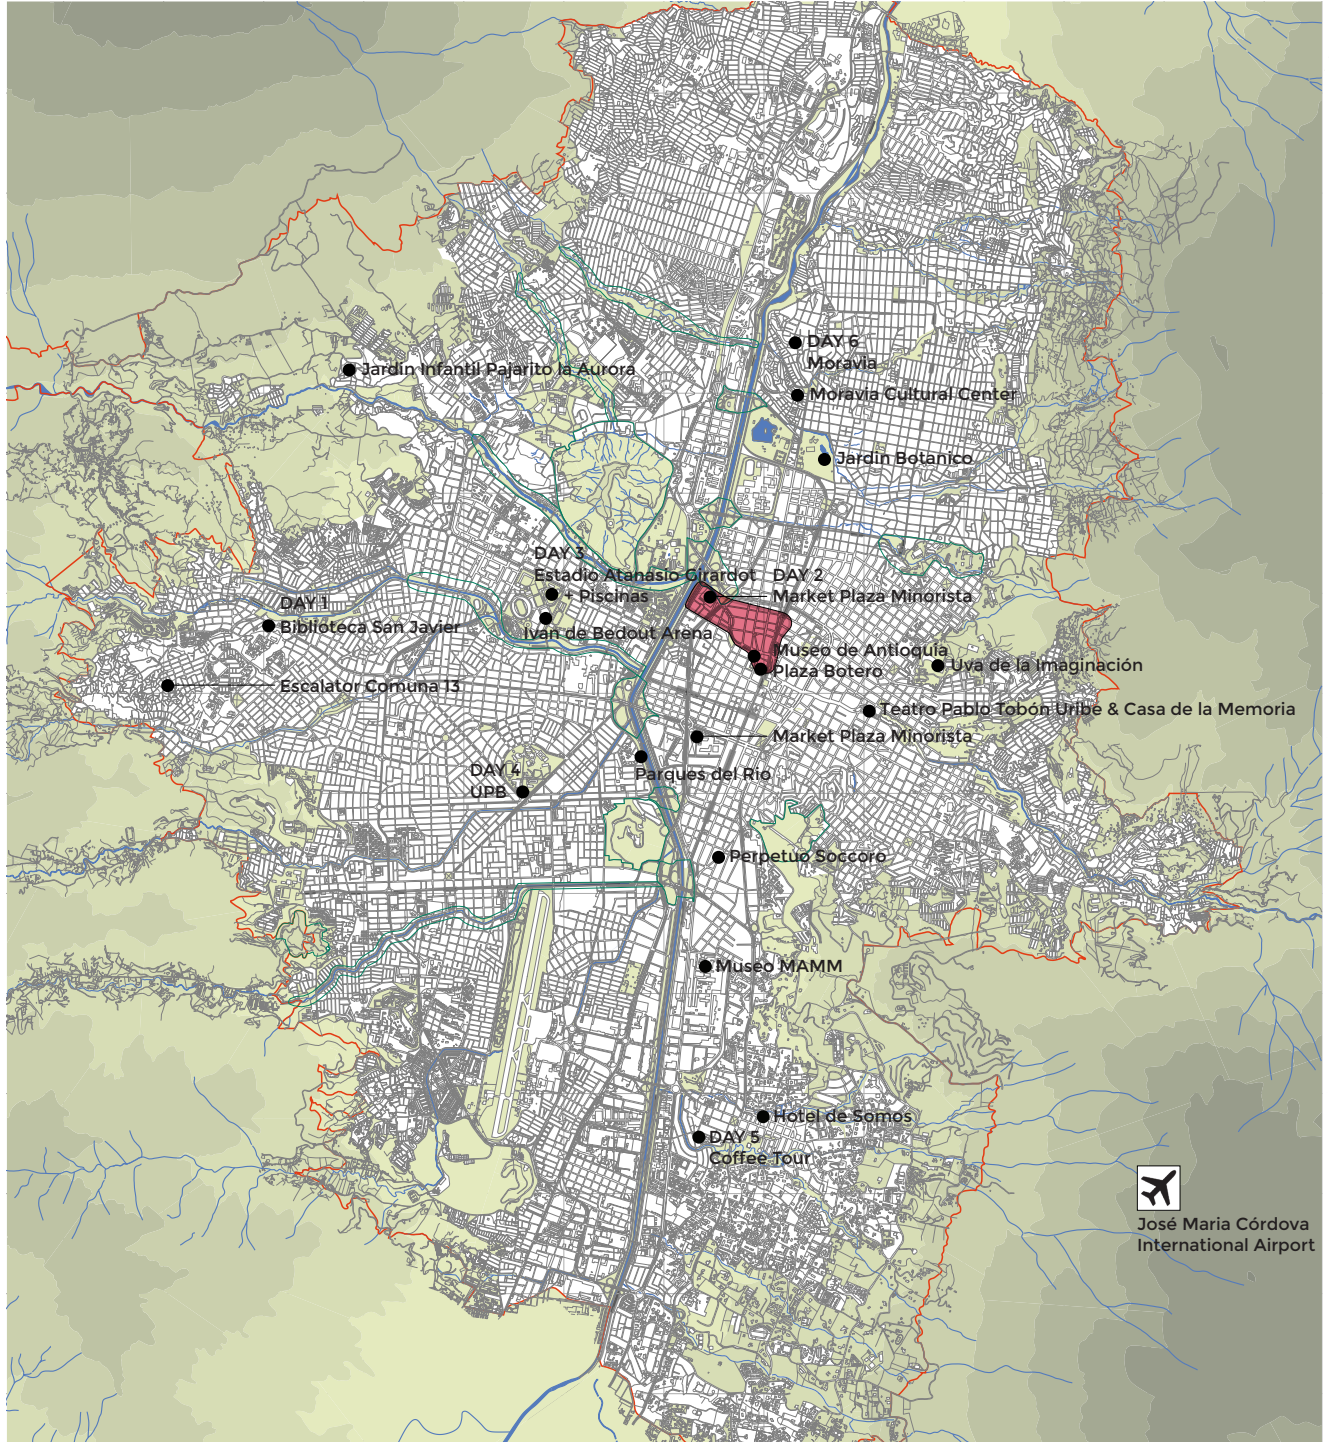 DAY 6
Moravia
Jardin Infantil Pajarito la Aurora
Moravia Cultural Center
Jardin Botanico
DAY 3
Estadio Atanasio Girardot
+ Piscinas
DAY 2
Market Plaza Minorista
DAY 1
Biblioteca San Javier
Ivan de Bedout Arena
Museo de Antioquia
Plaza Botero
Uva de la Imaginación
Escalator Comuna 13
Teatro Pablo Tobón Uribe & Casa de la Memoria
Market Plaza Minorista
Parques del Rio
DAY 4
UPB
Perpetuo Soccoro
Museo MAMM
Hotel de Somos
DAY 5
Coffee Tour
José Maria Córdova
International Airport